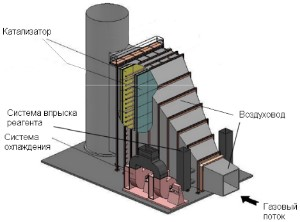 Катализатор
Система впрыска
реагента
Система
охлаждения
Воздуховод
Газовый
поток